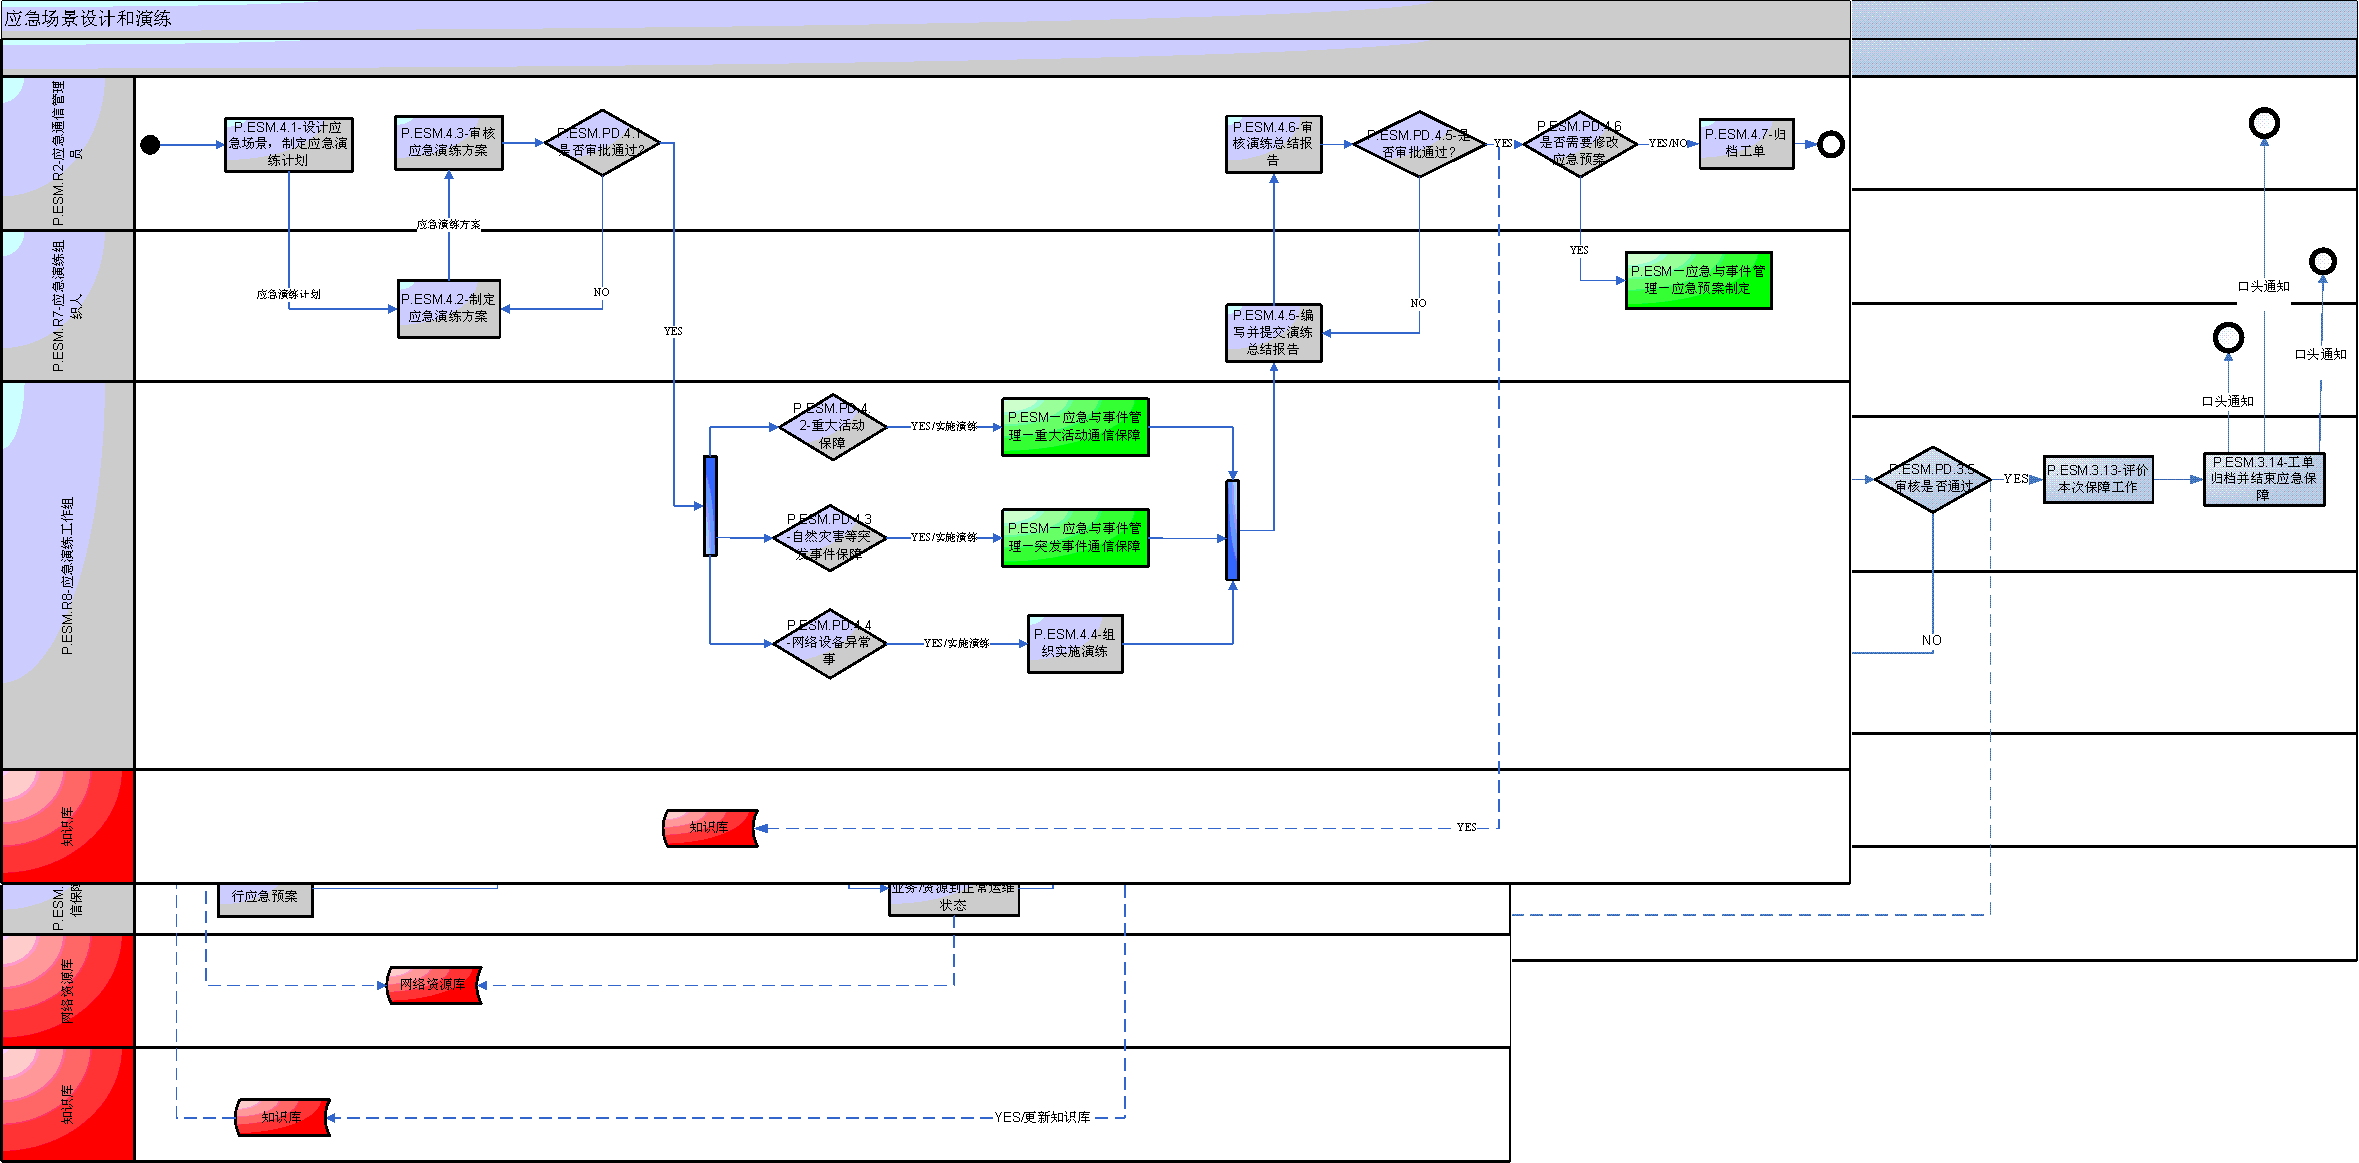 应急场景设计和演练
P.ESM.R2-应急通信管理
员
P.ESM.4.1-设计应
急场景，制定应急演
练计划
P.ESM.4.3-审核
应急演练方案
P.ESM.PD.4.1
是否审批通过?
P.ESM.4.6-审
核演练总结报
告
P.ESM.PD.4.5-是
否审批通过?
YES
P.ESM.PD.4.6
是否需要修改
应急预案
YES/NO
P.ESM.4.7-归
档工单
应急演练方案
P.ESM.R7-应急演练组
织人
应急演练计划
P.ESM.4.2-制定
应急演练方案
NO
YES
P.ESM.4.5-编
写并提交演练
总结报告
NO
YES
P.ESM—应急与事件管
理—应急预案制定
P.ESM.R8-应急演练工作组
P.ESM.PD.4.
2-重大活动
保障
YES/实施演练
P.ESM—应急与事件管
理—重大活动通信保障
P.ESM.PD.4.3
-自然灾害等突
发事件保障
YES/实施演练
P.ESM—应急与事件管
理—突发事件通信保障
P.ESM.PD.4.4
-网络设备异常
事
YES/实施演练
P.ESM.4.4-组
织实施演练
知识库
知识库
YES
口头通知
口头通知
口头通知
P.ESM.PD.3.5
-审核是否通过
YES
P.ESM.3.13-评价
本次保障工作
P.ESM.3.14-工单
归档并结束应急保
障
NO
P.ESM.
信保障
行应急预案
业务/资源到正常运维
状态
网络资源库
网络资源库
知识库
知识库
YES/更新知识库